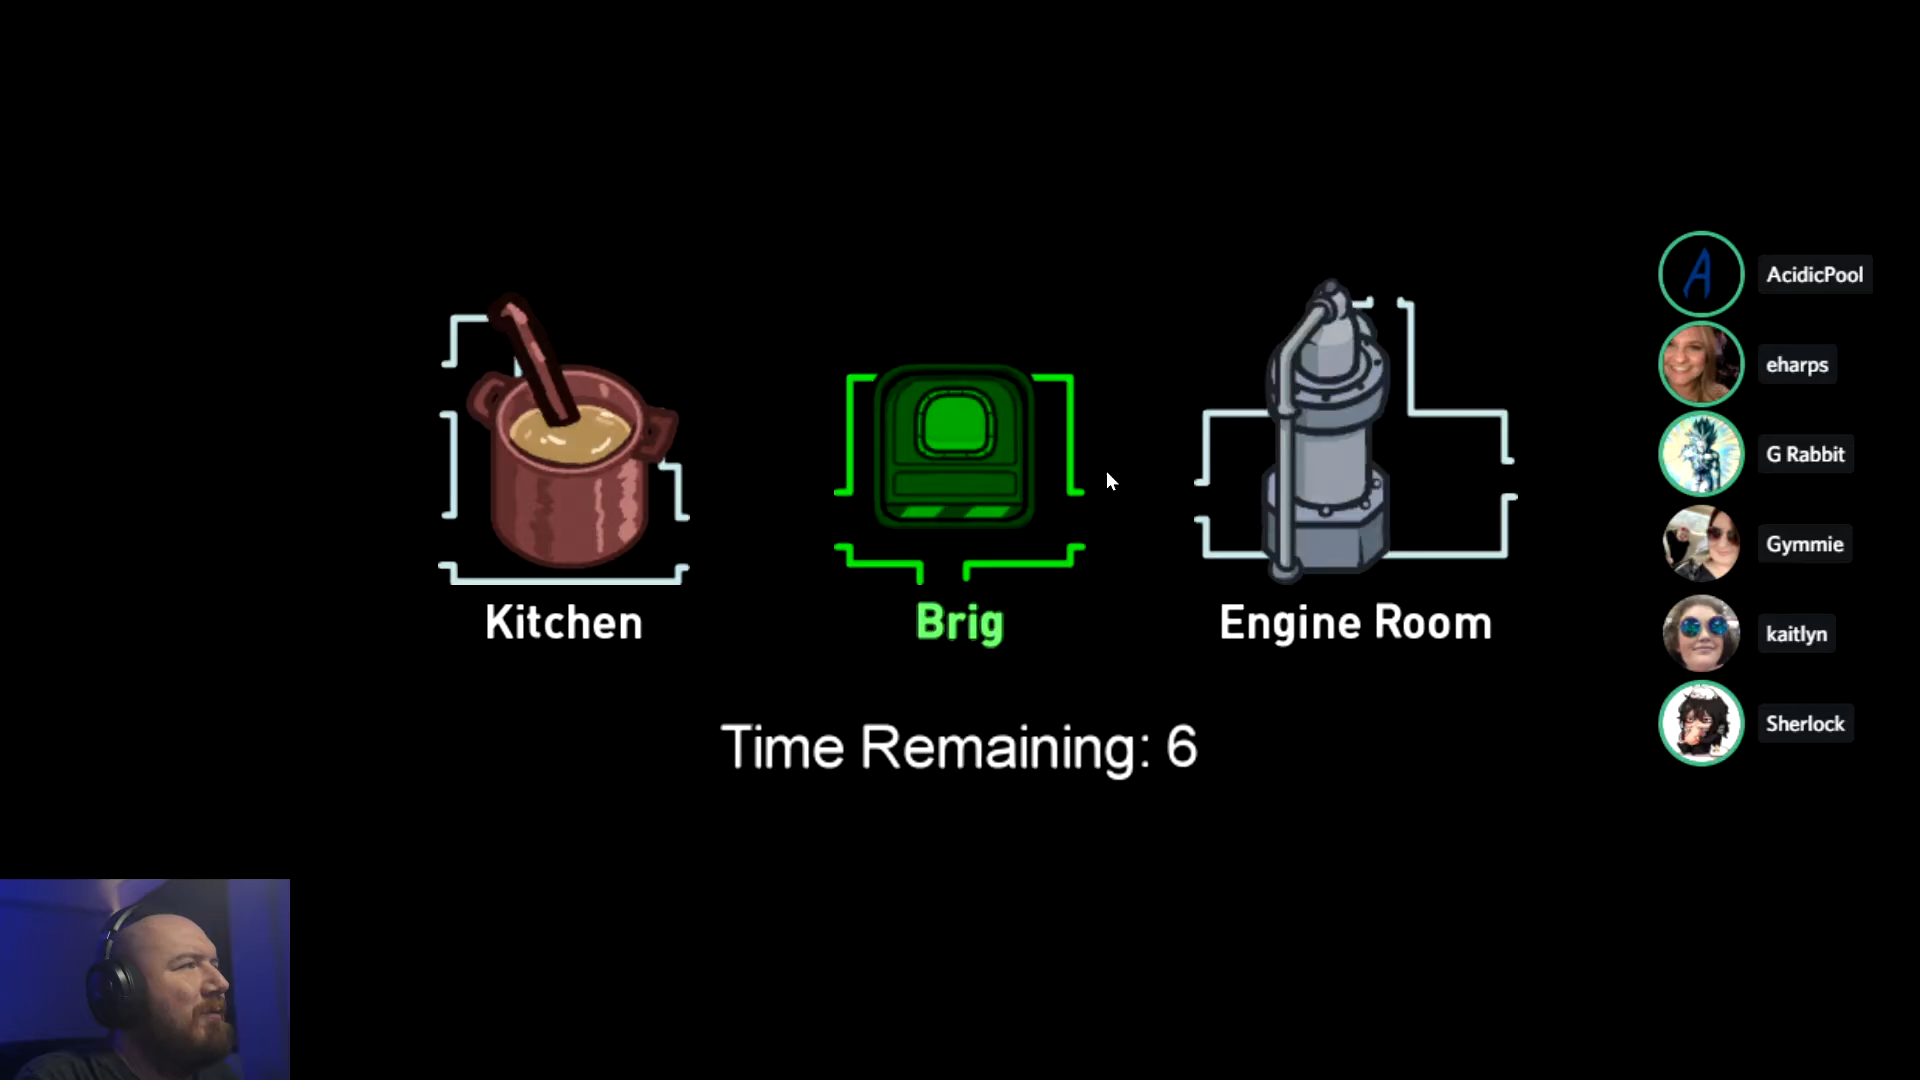 Kitchen
Brig
Engine Room
Time Remaining: 6
A
AcidicPool
eharps
G Rabbit
Gymmie
kaitlyn
Sherlock